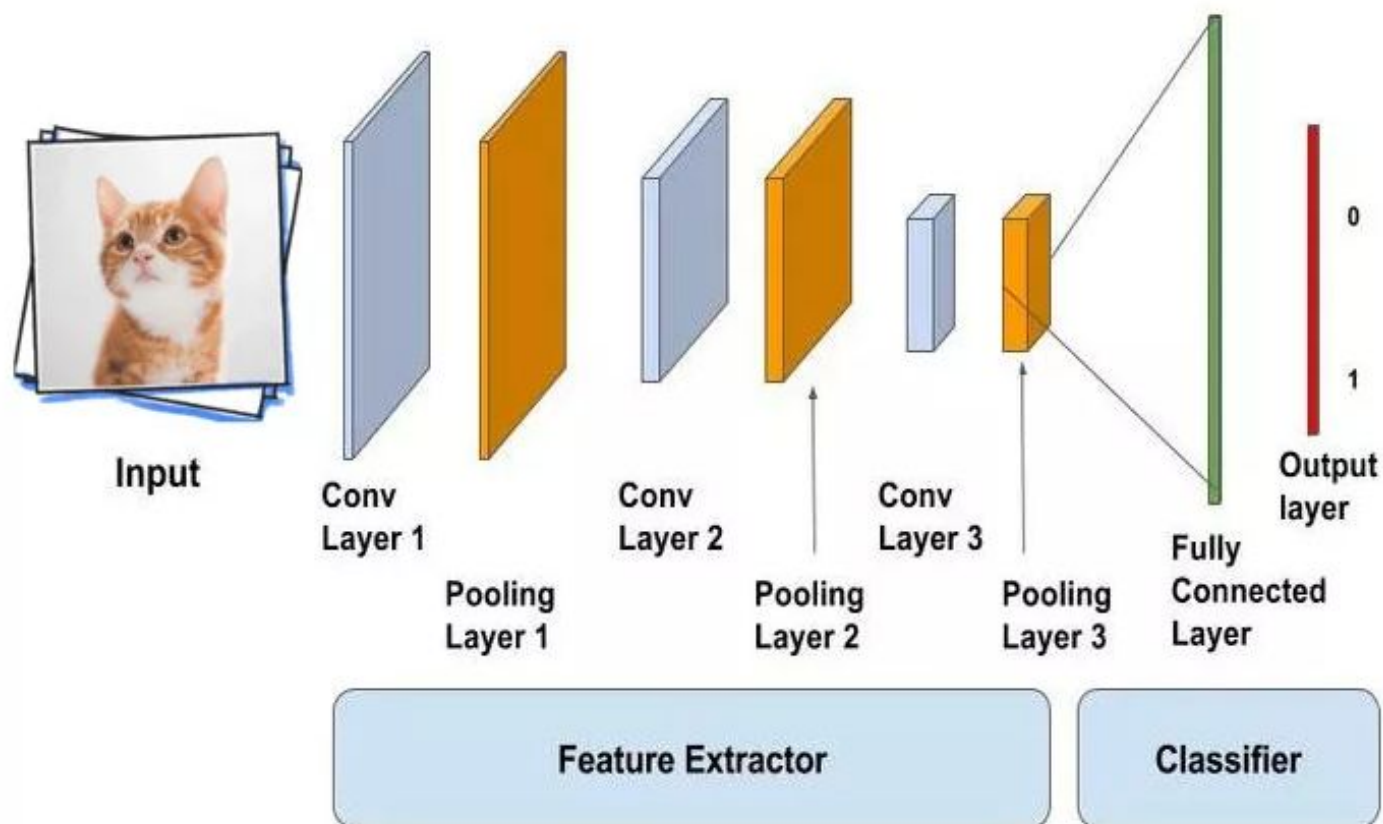 Input
Conv
Layer 1
Pooling
Layer 1
Conv
Layer 2
Pooling
Layer 2
Conv
Layer 3
Pooling
Layer 3
Fully
Connected
Layer
0
1
Output
layer
Feature Extractor
Classifier